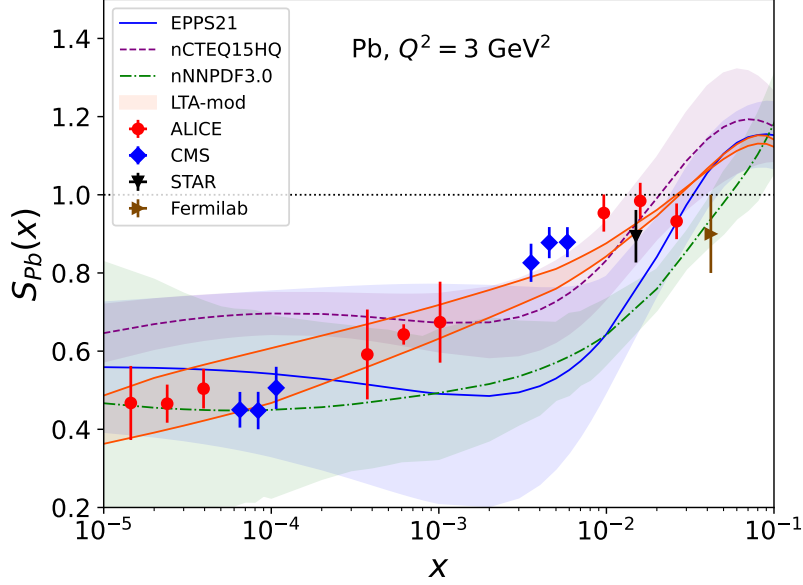 EPPS21
nCTEQ15HQ
nNNPDF3.0
LTA-mod
ALICE
CMS
STAR
Fermilab
Pb, Q² = 3 GeV²
S_Pb(x)
1.4
1.2
1.0
0.8
0.6
0.4
0.2
10⁻⁵
10⁻⁴
10⁻³
10⁻²
10⁻¹
x